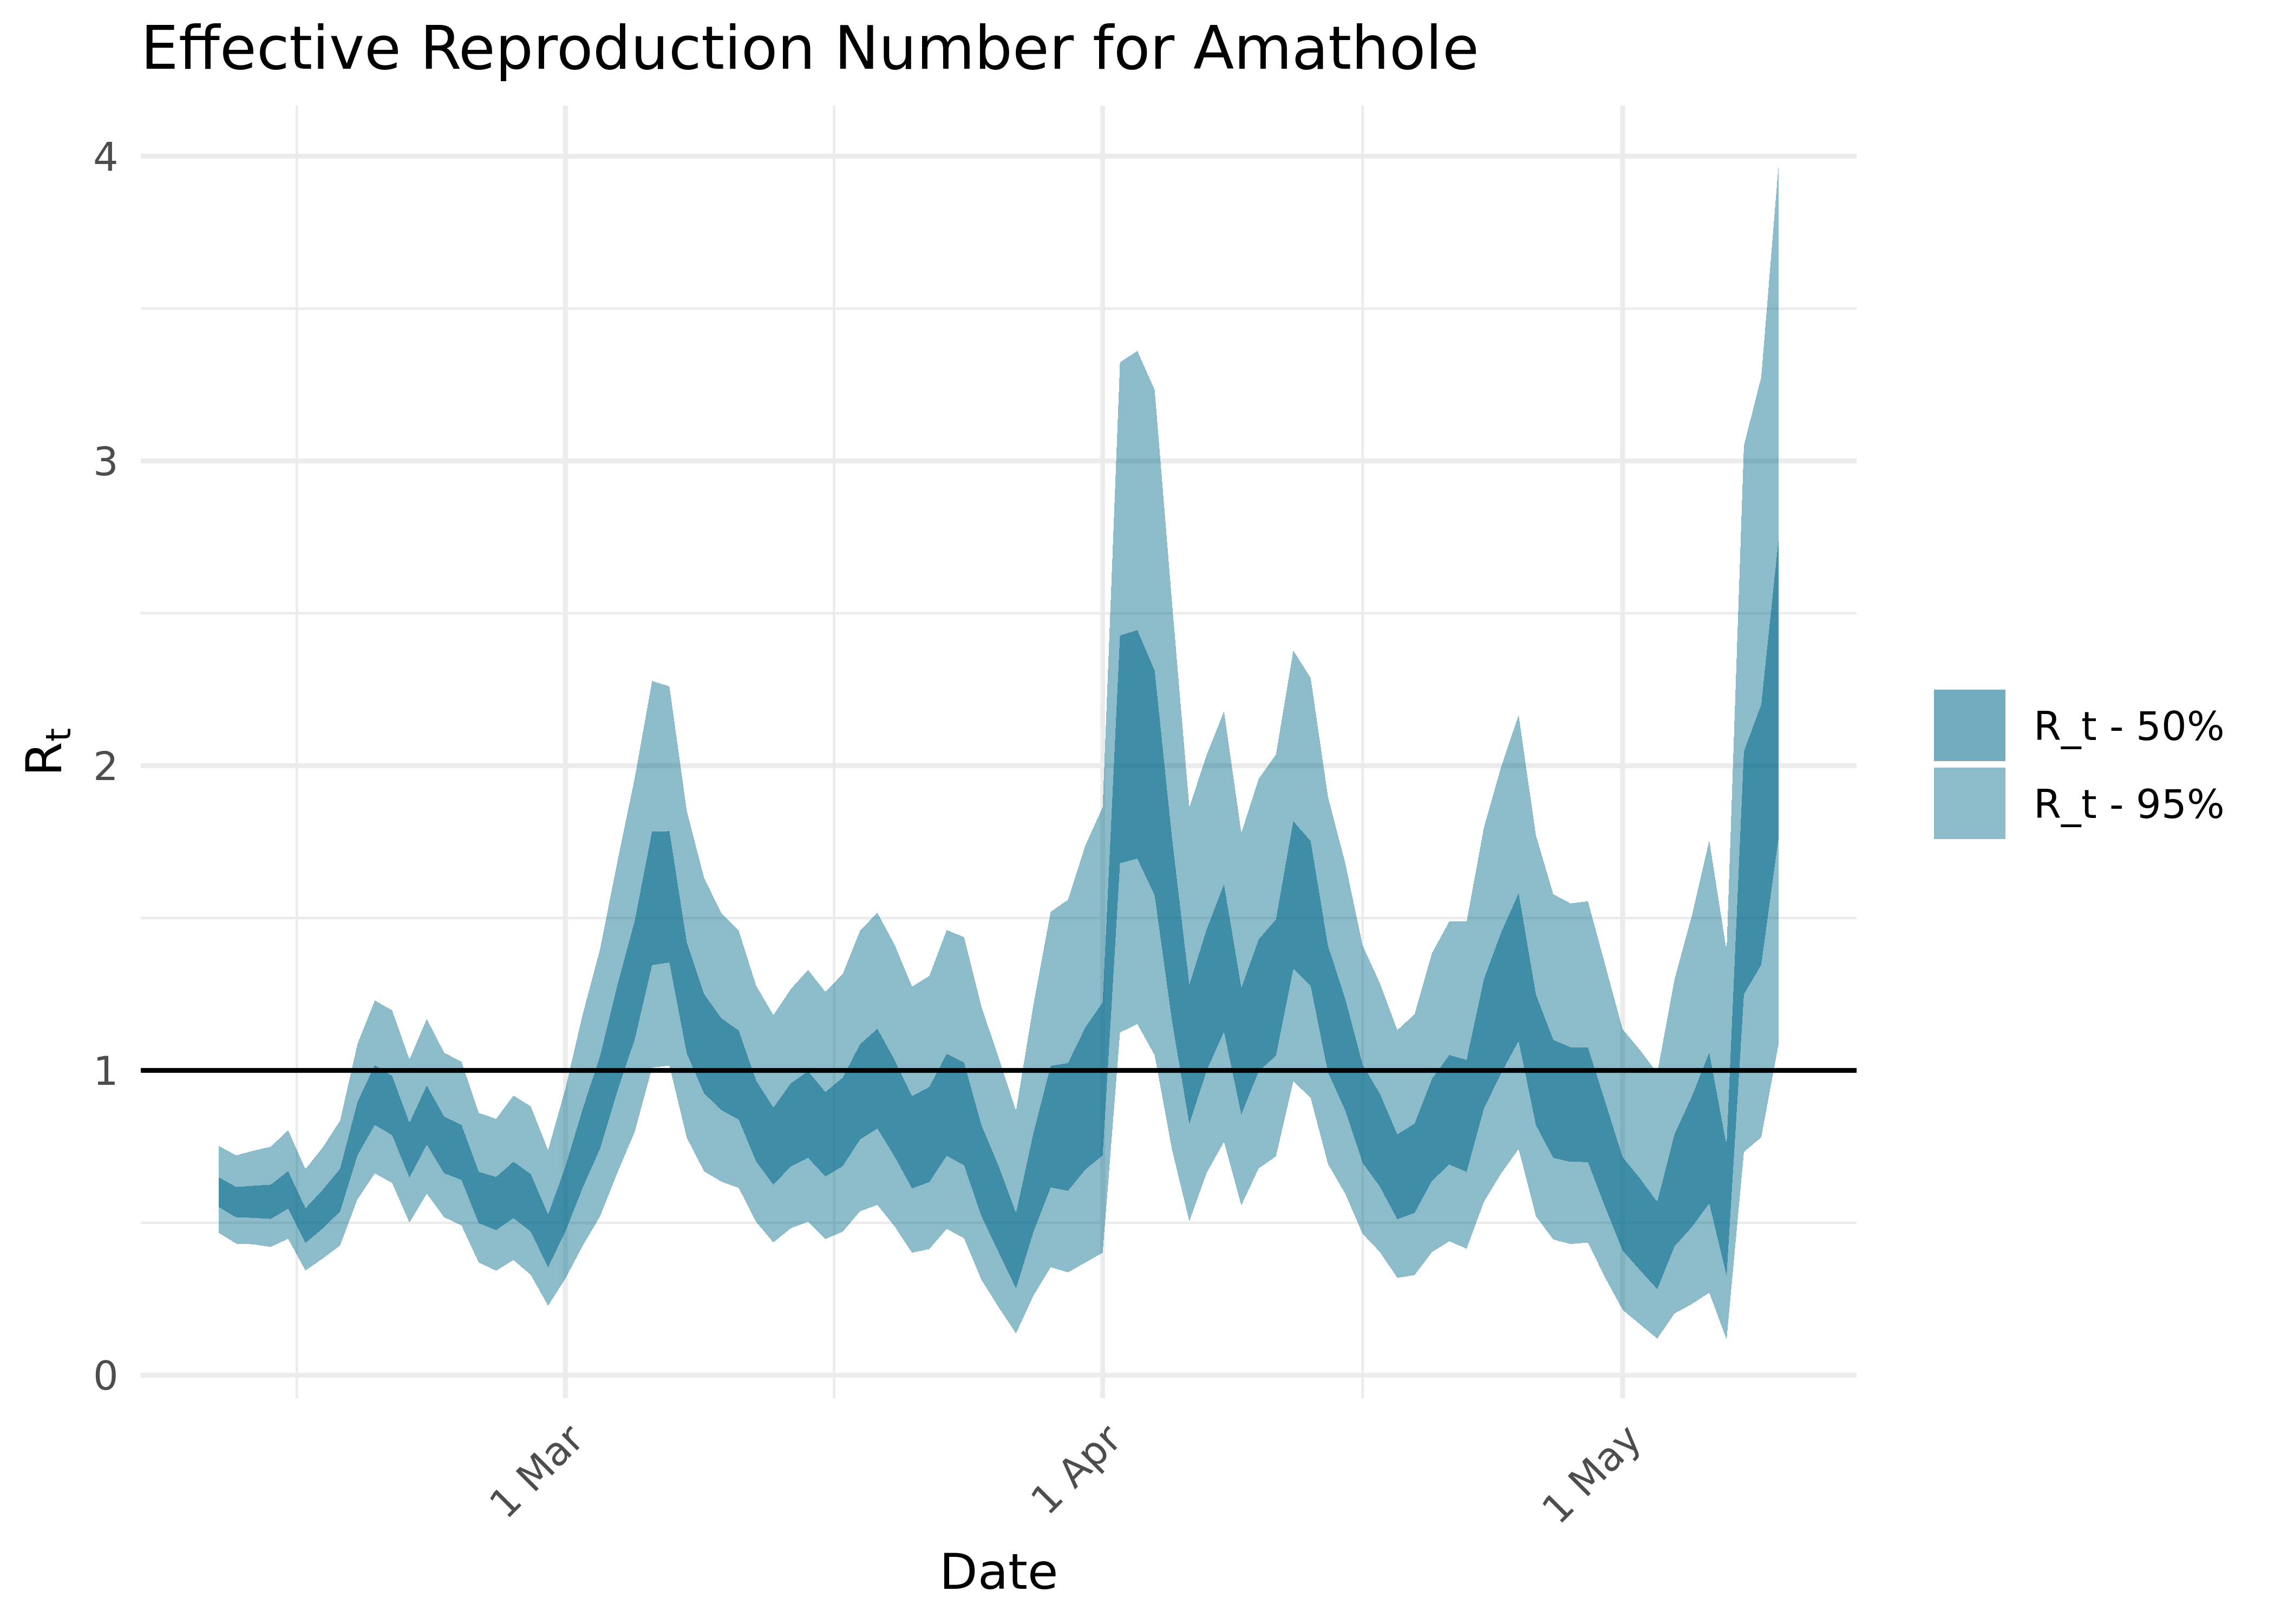 Effective Reproduction Number for Amathole
4
3
2
1
0
R_t
1 Mar
1 Apr
1 May
Date
R_t - 50%
R_t - 95%